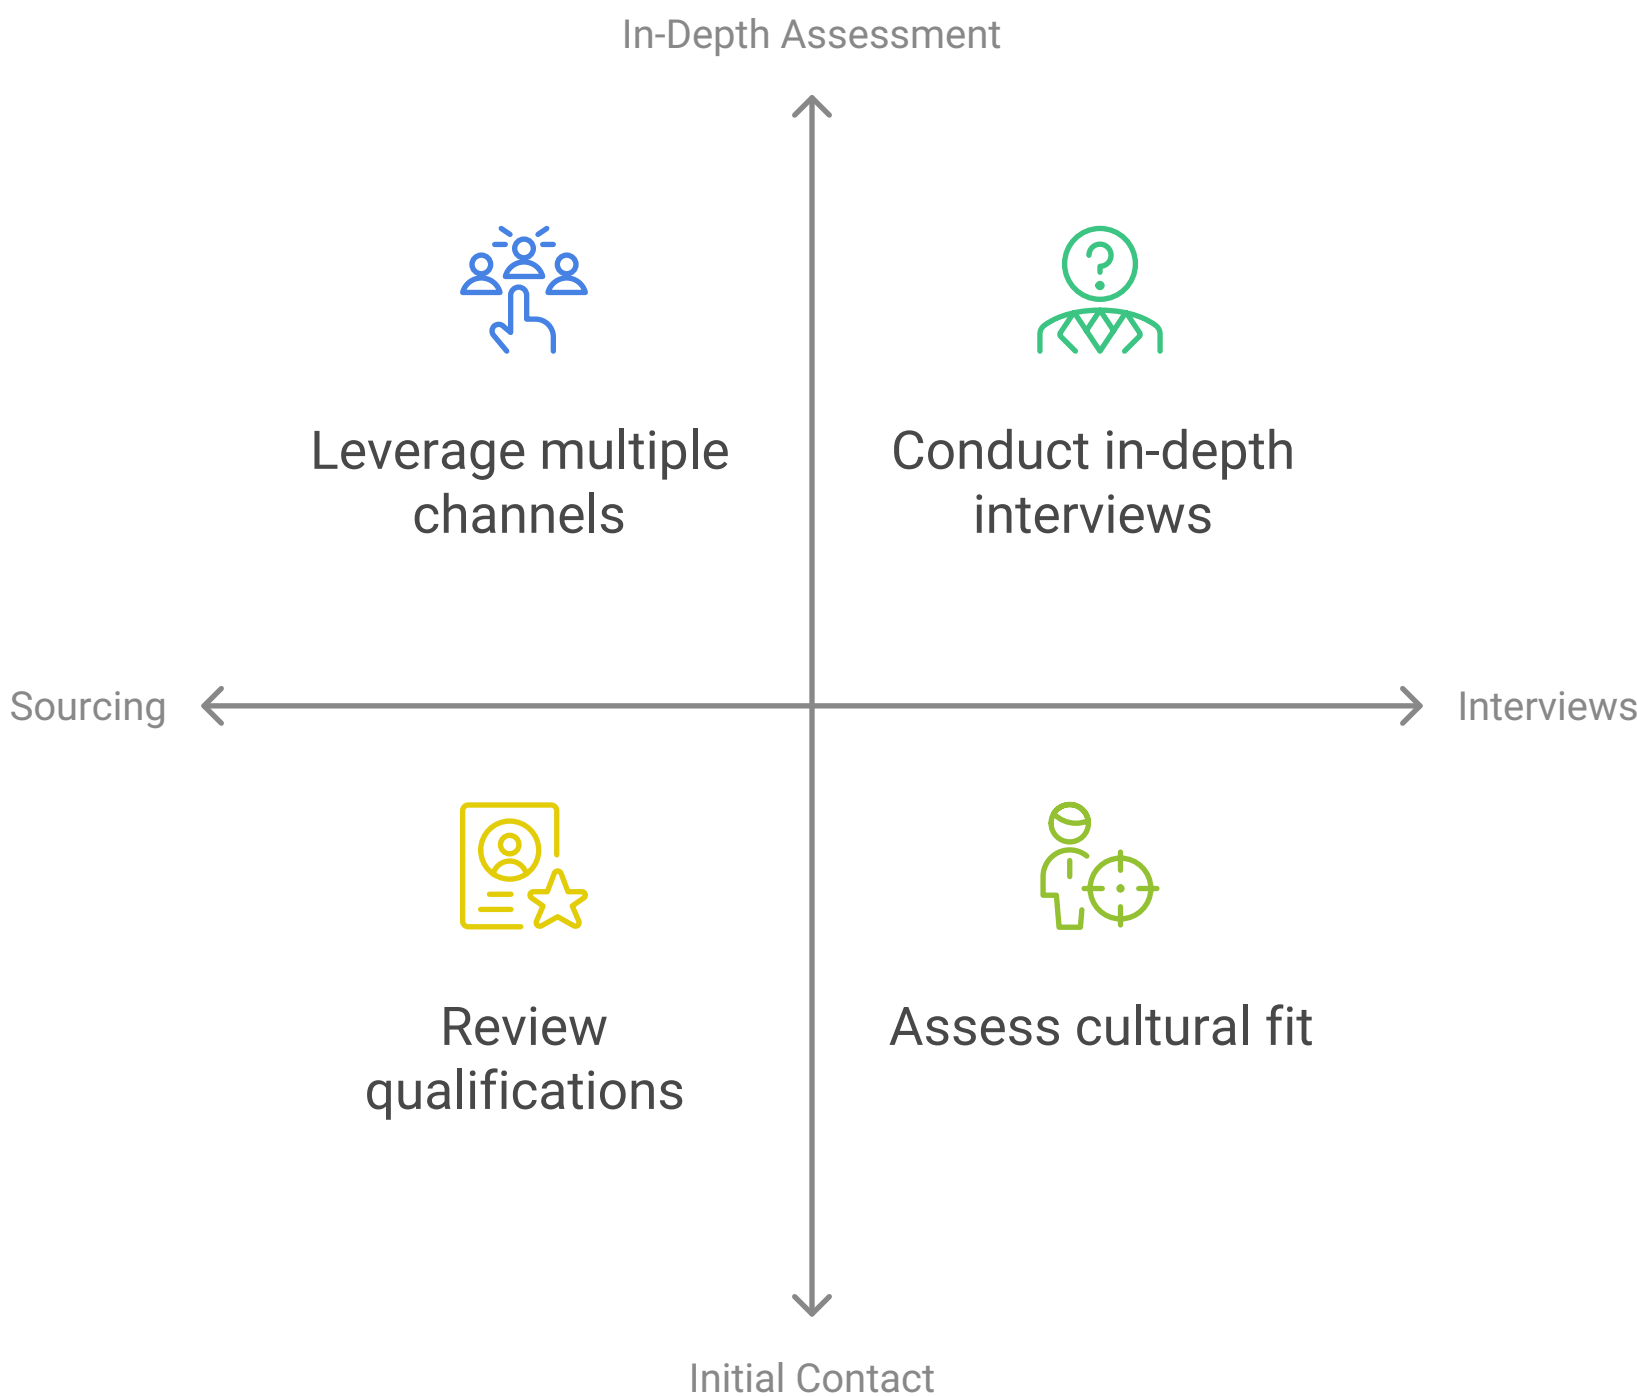 In-Depth Assessment
Leverage multiple
channels
Conduct in-depth
interviews
Sourcing
Interviews
Review
qualifications
Assess cultural fit
Initial Contact